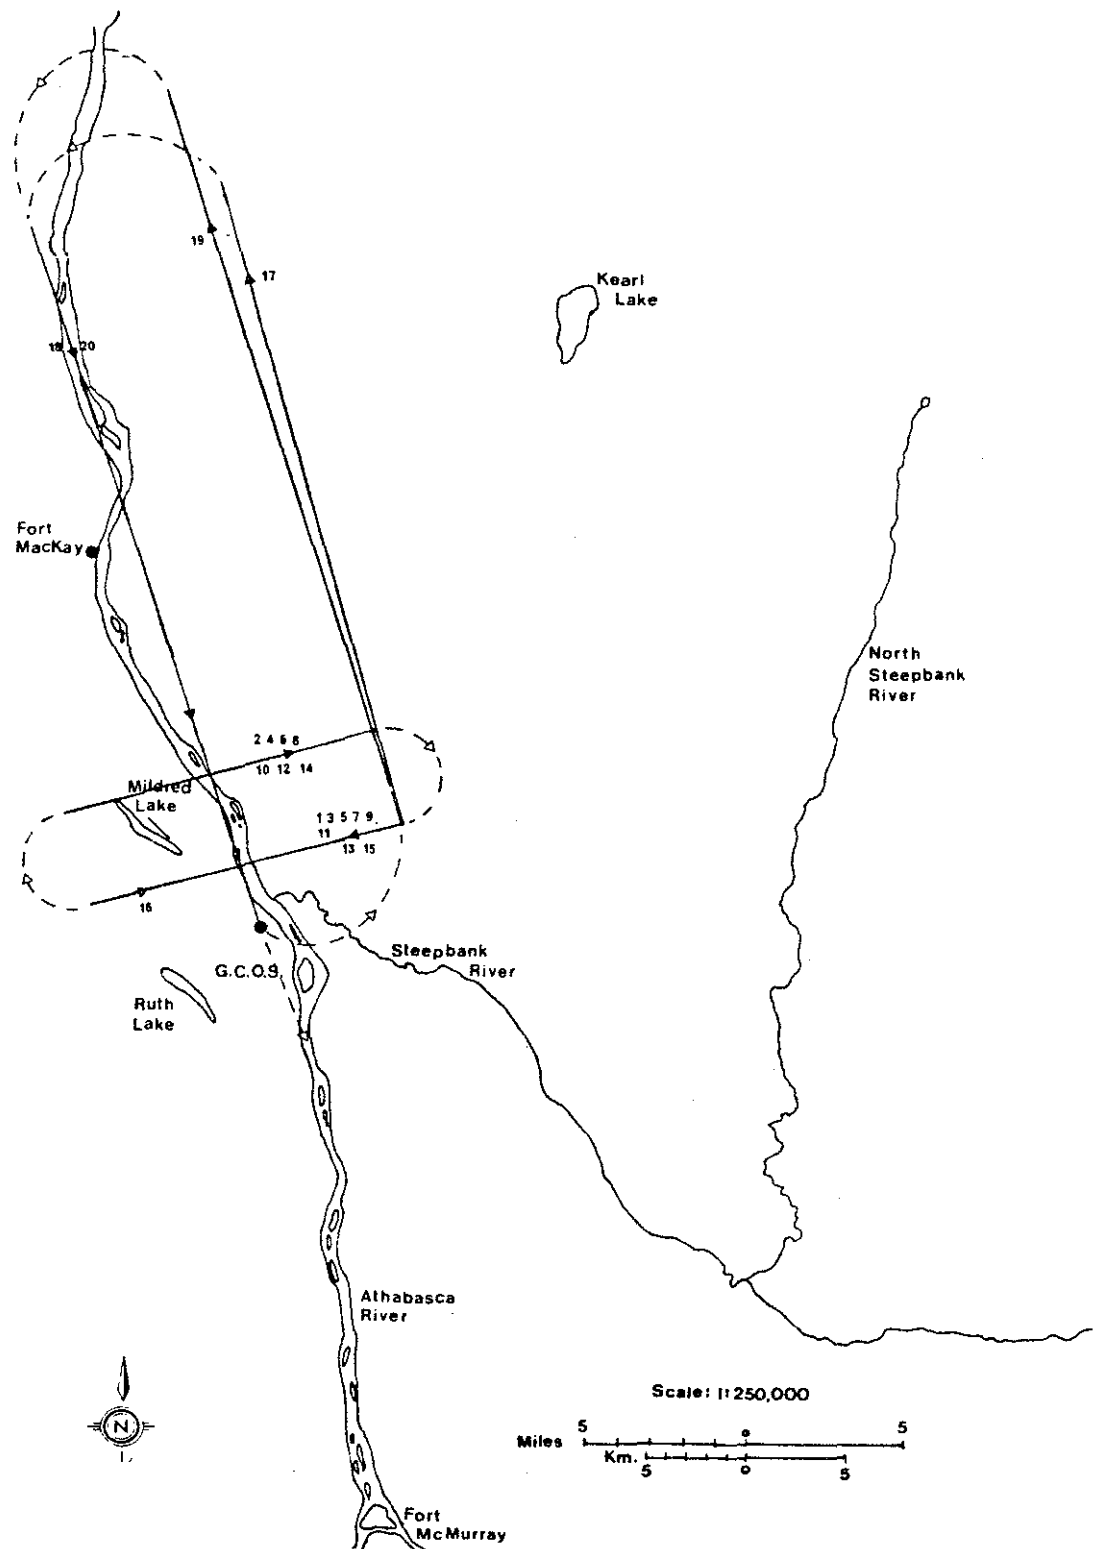 19
17
Kearl
Lake
18 20
Fort
MacKay
North
Steepbank
River
2 4 6 8
10 12 14
Mildred
Lake
1 3 5 7 9
11
13 15
16
Steepbank
River
G.C.O.S.
Ruth
Lake
Athabasca
River
Scale: 1:250,000
5 0 5
Miles
Km.
5 0 5
N
Fort
McMurray